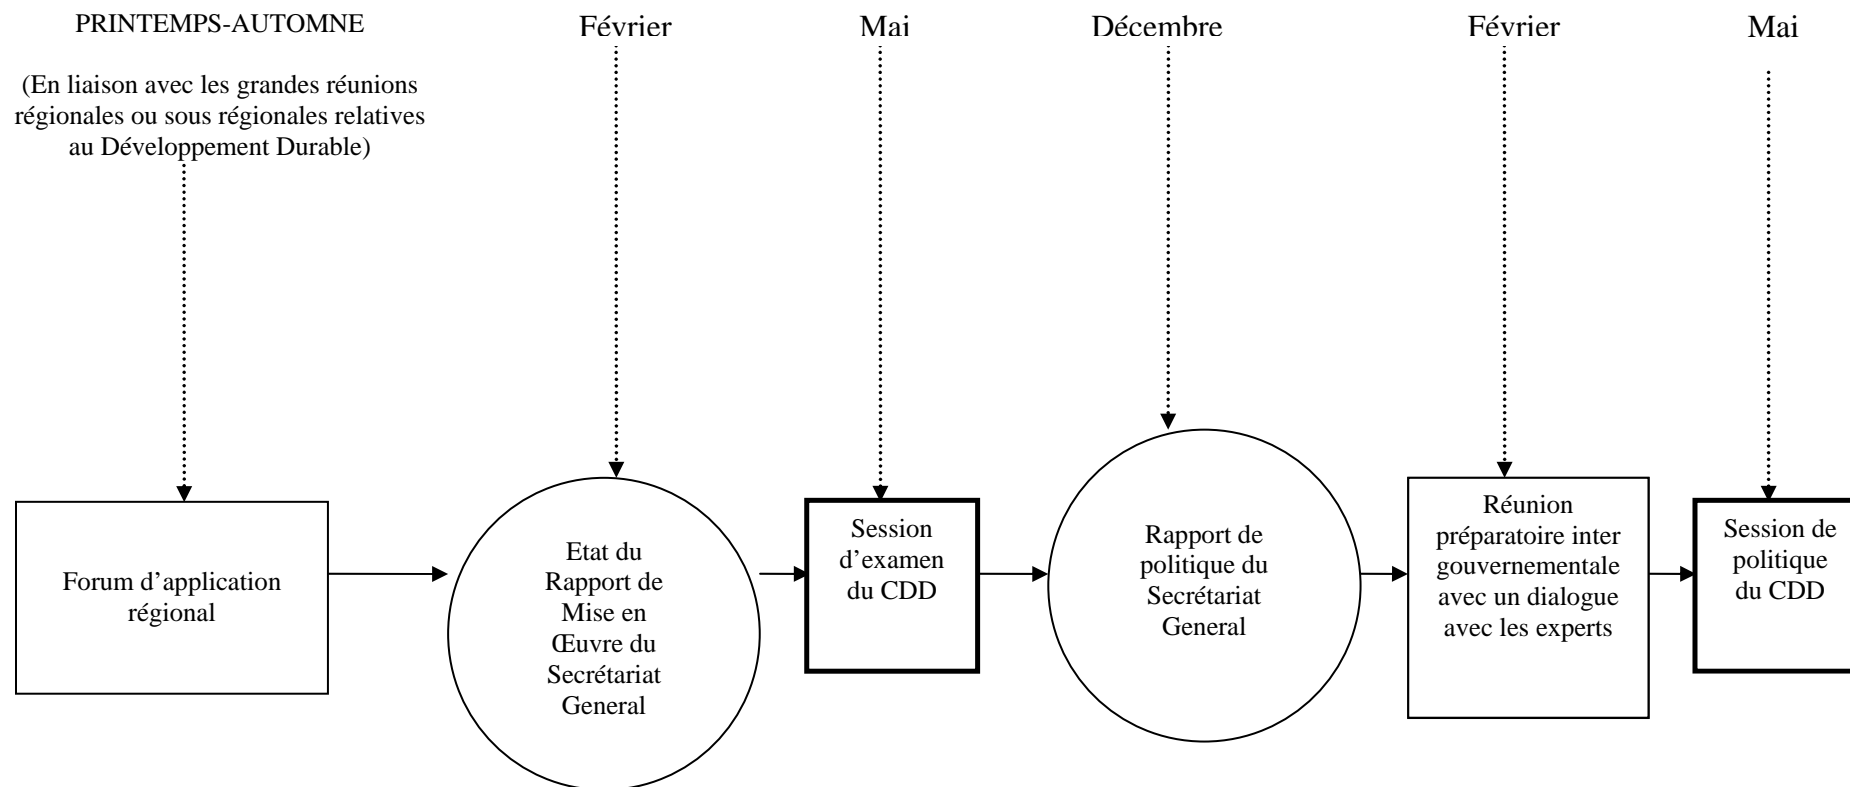 PRINTEMPS-AUTOMNE
(En liaison avec les grandes réunions
régionales ou sous régionales relatives
au Développement Durable)
Février
Mai
Décembre
Février
Mai
Forum d’application
régional
Etat du
Rapport de
Mise en
Œuvre du
Secrétariat
General
Session
d’examen
du CDD
Rapport de
politique du
Secrétariat
General
Réunion
préparatoire inter
gouvernementale
avec un dialogue
avec les experts
Session de
politique
du CDD